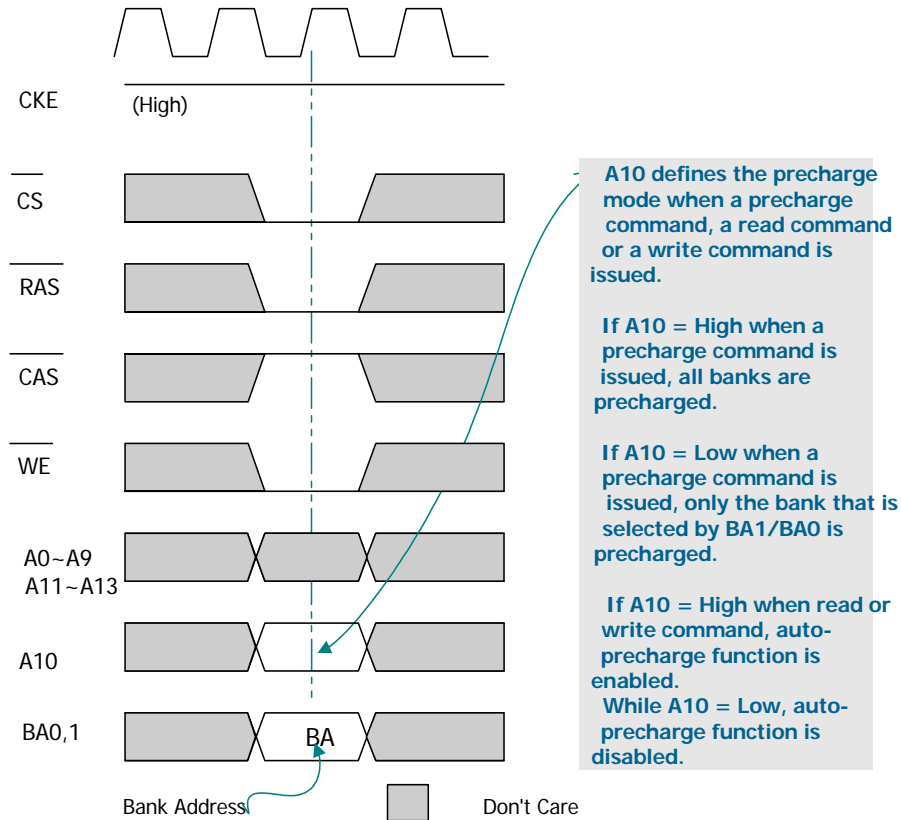 CKE
(High)
CS
RAS
CAS
WE
A0~A9
A11~A13
A10
BA0,1
BA
Bank Address
Don't Care
A10 defines the precharge
mode when a precharge
command, a read command
or a write command is
issued.
If A10 = High when a
precharge command is
issued, all banks are
precharged.
If A10 = Low when a
precharge command is
issued, only the bank that is
selected by BA1/BA0 is
precharged.
If A10 = High when read or
write command, auto-
precharge function is
enabled.
While A10 = Low, auto-
precharge function is
disabled.